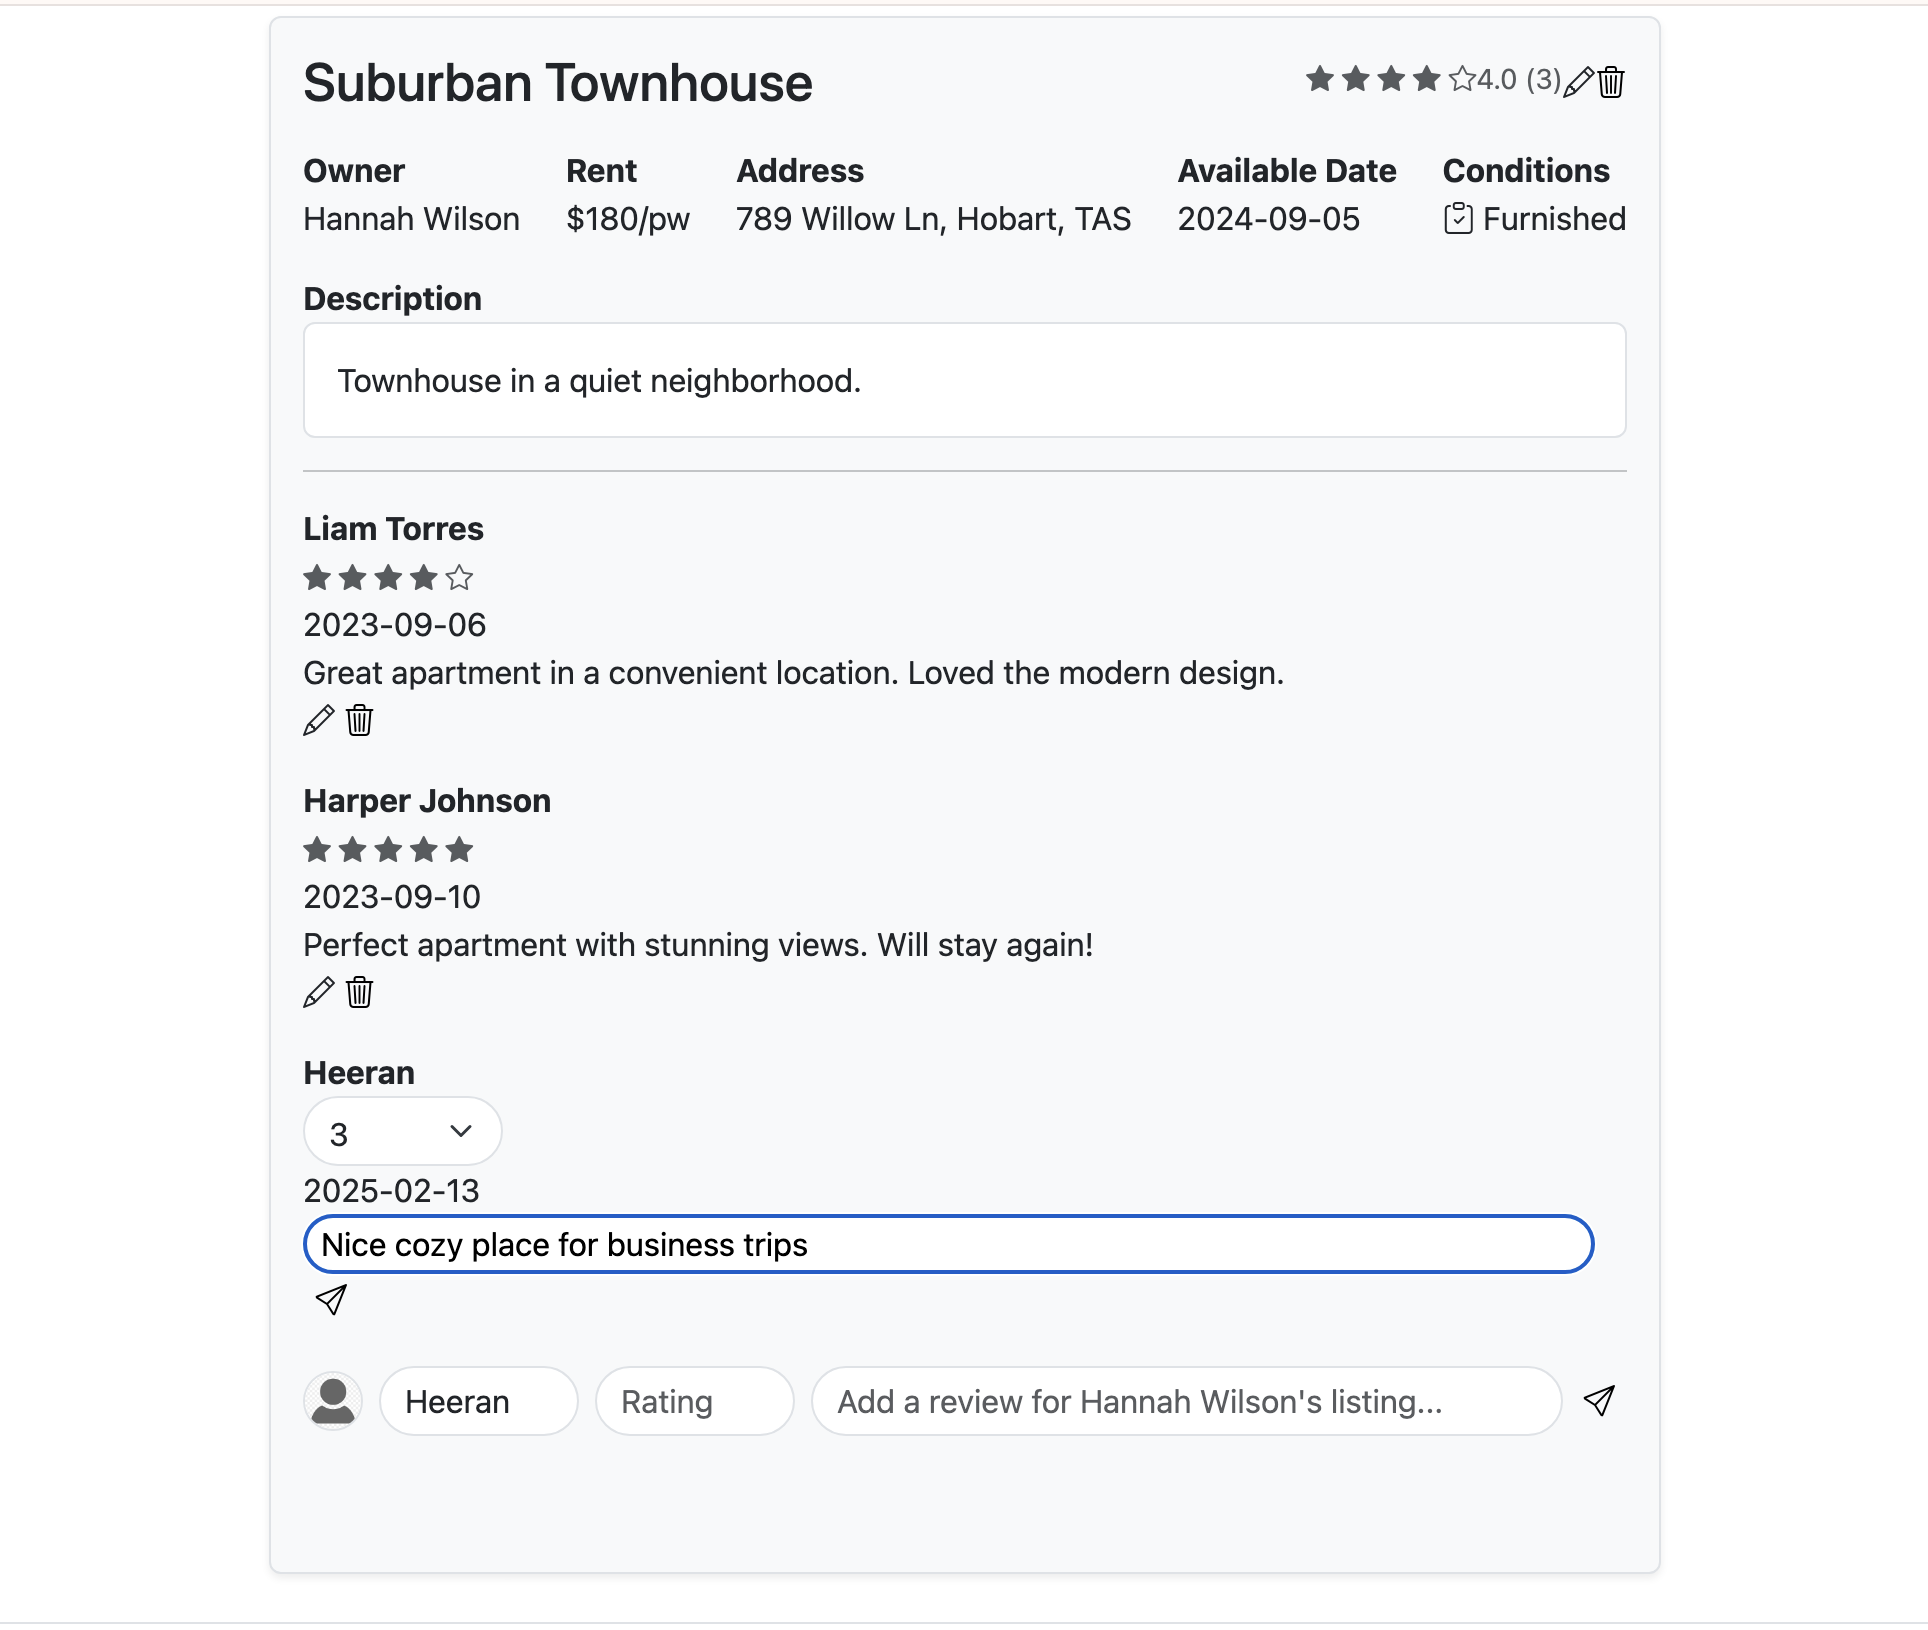 Suburban Townhouse
4.0 (3)
Owner Rent Address Available Date Conditions
Hannah Wilson $180/pw 789 Willow Ln, Hobart, TAS 2024-09-05 Furnished
Description
Townhouse in a quiet neighborhood.
Liam Torres
2023-09-06
Great apartment in a convenient location. Loved the modern design.
Harper Johnson
2023-09-10
Perfect apartment with stunning views. Will stay again!
Heeran
3
2025-02-13
Nice cozy place for business trips
Heeran Rating Add a review for Hannah Wilson's listing...